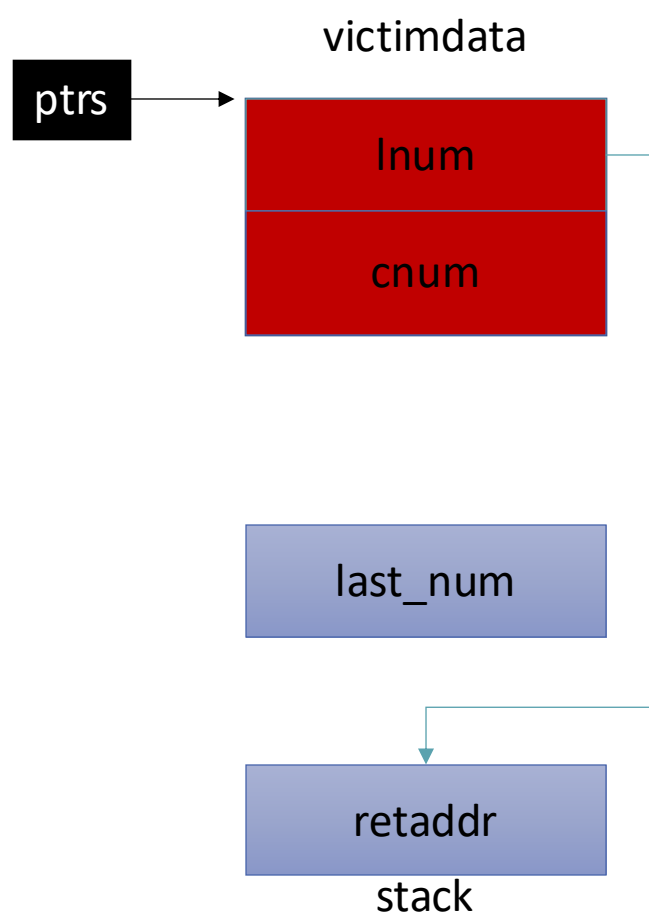 victimdata
ptrs
lnum
cnum
last_num
retaddr
stack